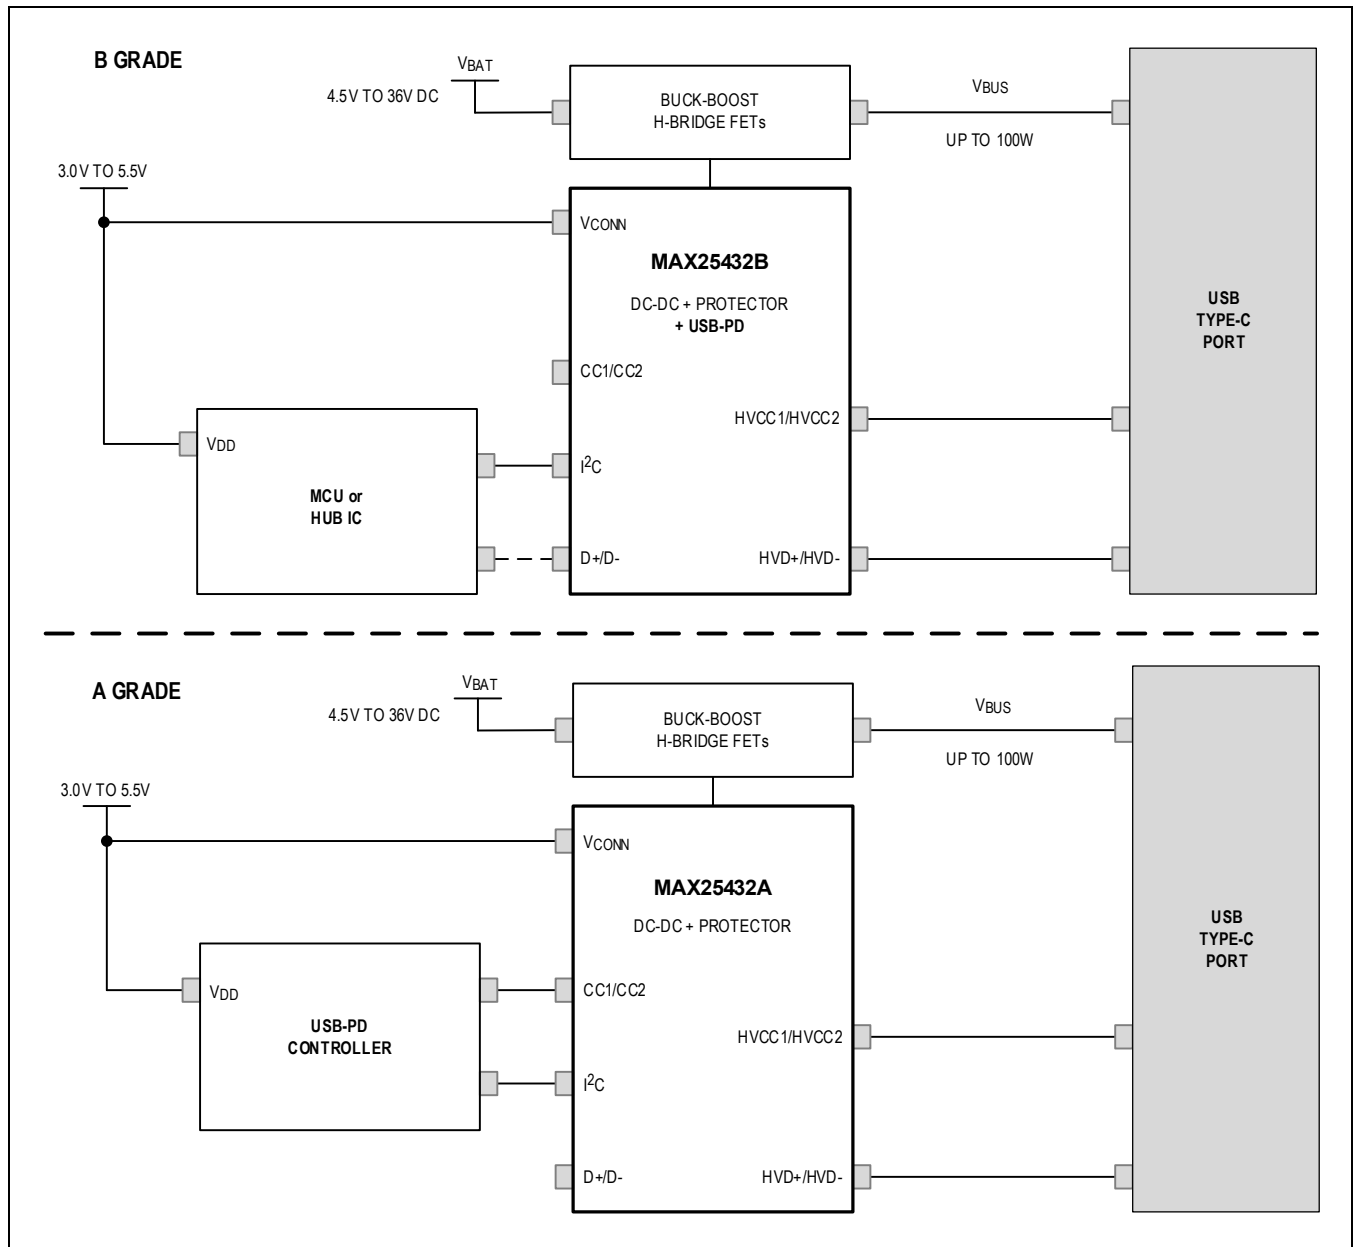 B GRADE
VBAT
4.5V TO 36V DC
BUCK-BOOST
H-BRIDGE FETs
VBUS
UP TO 100W
3.0V TO 5.5V
VCONN
MAX25432B
DC-DC + PROTECTOR
+ USB-PD
USB
TYPE-C
PORT
CC1/CC2
HVCC1/HVCC2
VDD
I2C
MCU or
HUB IC
D+/D-
HVD+/HVD-
A GRADE
VBAT
4.5V TO 36V DC
BUCK-BOOST
H-BRIDGE FETs
VBUS
UP TO 100W
3.0V TO 5.5V
VCONN
MAX25432A
DC-DC + PROTECTOR
USB
TYPE-C
PORT
VDD
CC1/CC2
USB-PD
CONTROLLER
HVCC1/HVCC2
I2C
D+/D-
HVD+/HVD-